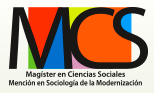 MCS
Magíster en Ciencias Sociales
Mención en Sociología de la Modernización